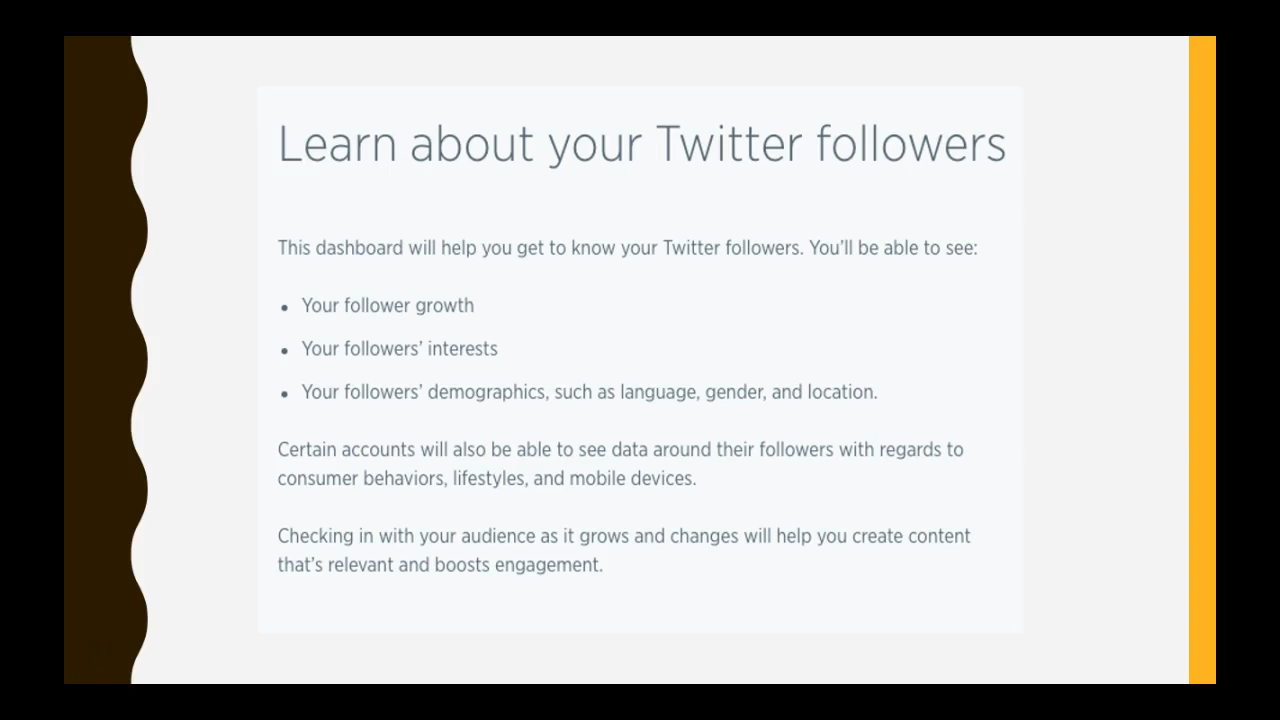 Learn about your Twitter followers
This dashboard will help you get to know your Twitter followers. You’ll be able to see:
• Your follower growth
• Your followers’ interests
• Your followers’ demographics, such as language, gender, and location.
Certain accounts will also be able to see data around their followers with regards to
consumer behaviors, lifestyles, and mobile devices.
Checking in with your audience as it grows and changes will help you create content
that’s relevant and boosts engagement.